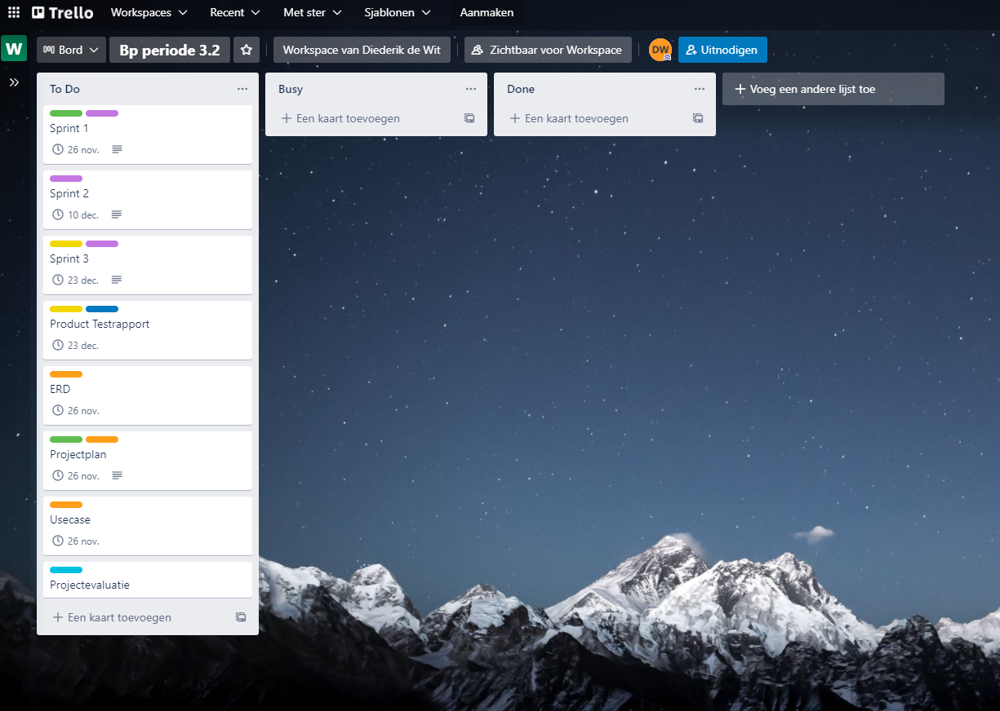 Trello Workspaces Recent Met ster Sjablonen Aanmaken
W Bord Bp periode 3.2 Workspace van Diederik de Wit Zichtbaar voor Workspace DW Uitnodigen
To Do
Sprint 1
26 nov.
Sprint 2
10 dec.
Sprint 3
23 dec.
Product Testrapport
23 dec.
ERD
26 nov.
Projectplan
26 nov.
Usecase
26 nov.
Projectevaluatie
Een kaart toevoegen
Busy
Een kaart toevoegen
Done
Een kaart toevoegen
Voeg een andere lijst toe